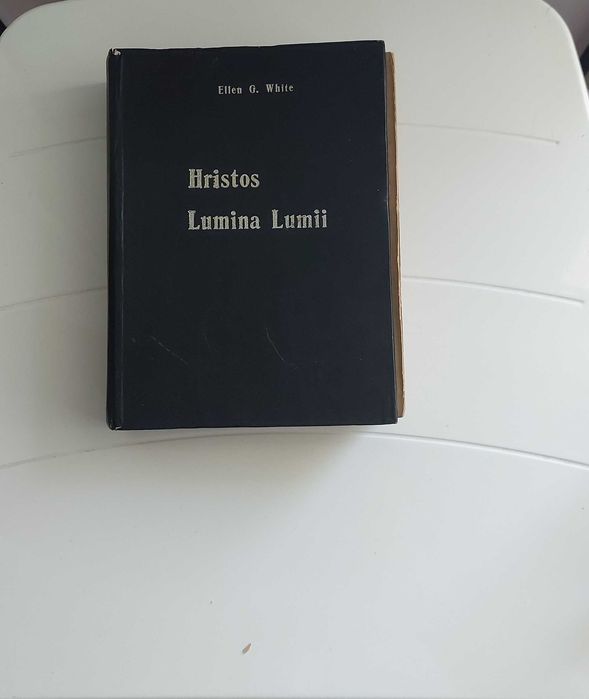 Ellen G. White
Hristos
Lumina Lumii